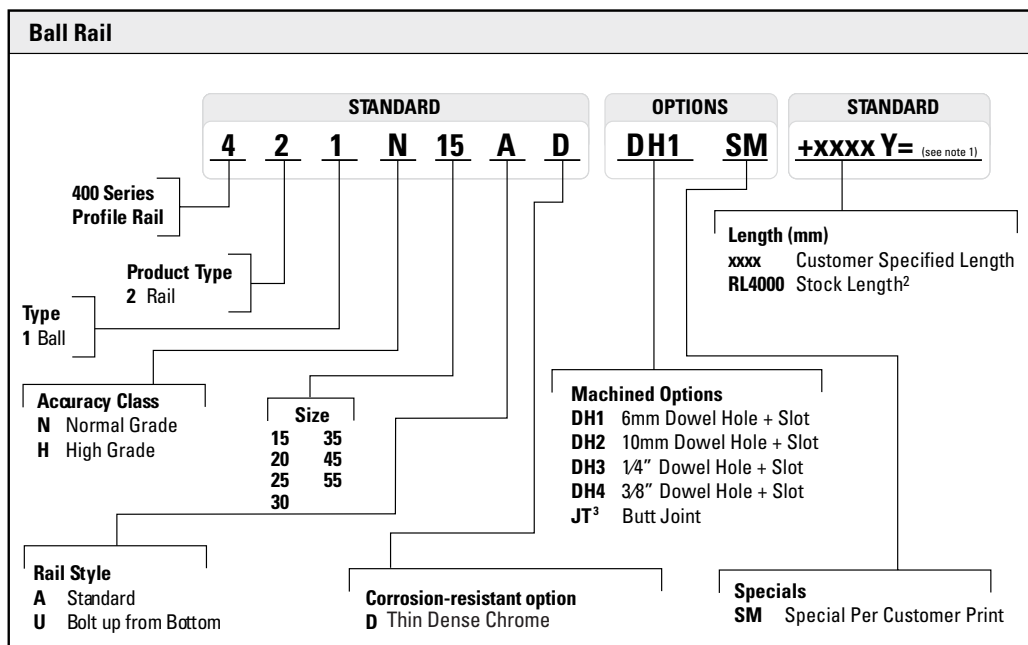 Ball Rail
STANDARD
OPTIONS
STANDARD
4 2 1 N 15 A D
DH1 SM
+xxxx Y= (see note 1)
400 Series
Profile Rail
Product Type
2 Rail
Type
1 Ball
Accuracy Class
N Normal Grade
H High Grade
Size
15 35
20 45
25 55
30
Rail Style
A Standard
U Bolt up from Bottom
Corrosion-resistant option
D Thin Dense Chrome
Length (mm)
xxxx Customer Specified Length
RL4000 Stock Length²
Machined Options
DH1 6mm Dowel Hole + Slot
DH2 10mm Dowel Hole + Slot
DH3 1⁄4” Dowel Hole + Slot
DH4 3⁄8” Dowel Hole + Slot
JT³ Butt Joint
Specials
SM Special Per Customer Print